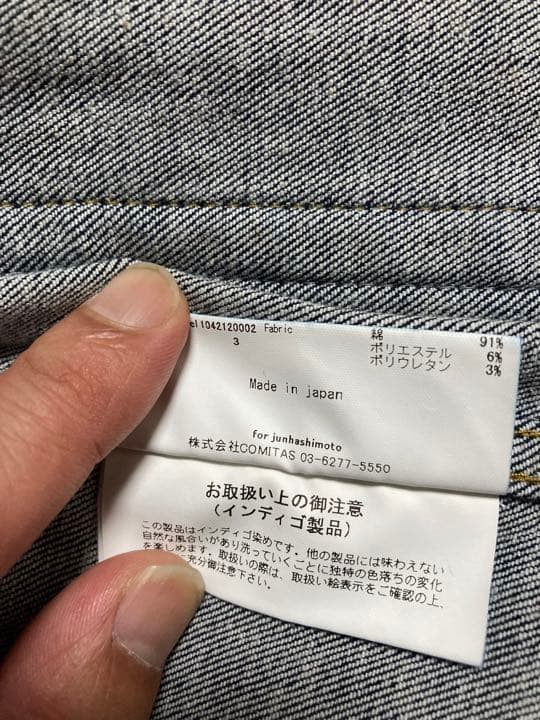 el1042120002 Fabric 綿 91%
3 ポリエステル 6%
ポリウレタン 3%
Made in japan
for junhashimoto
株式会社COMITAS 03-6277-5550
お取扱い上の御注意
(インディゴ製品)
この製品はインディゴ染めです。他の製品には味わえない
自然な風合いがあり洗っていくごとに独特の色落ちの変化
を楽しめます。取扱いの際は、取扱い絵表示をご確認の上、
充分御注意下さい。